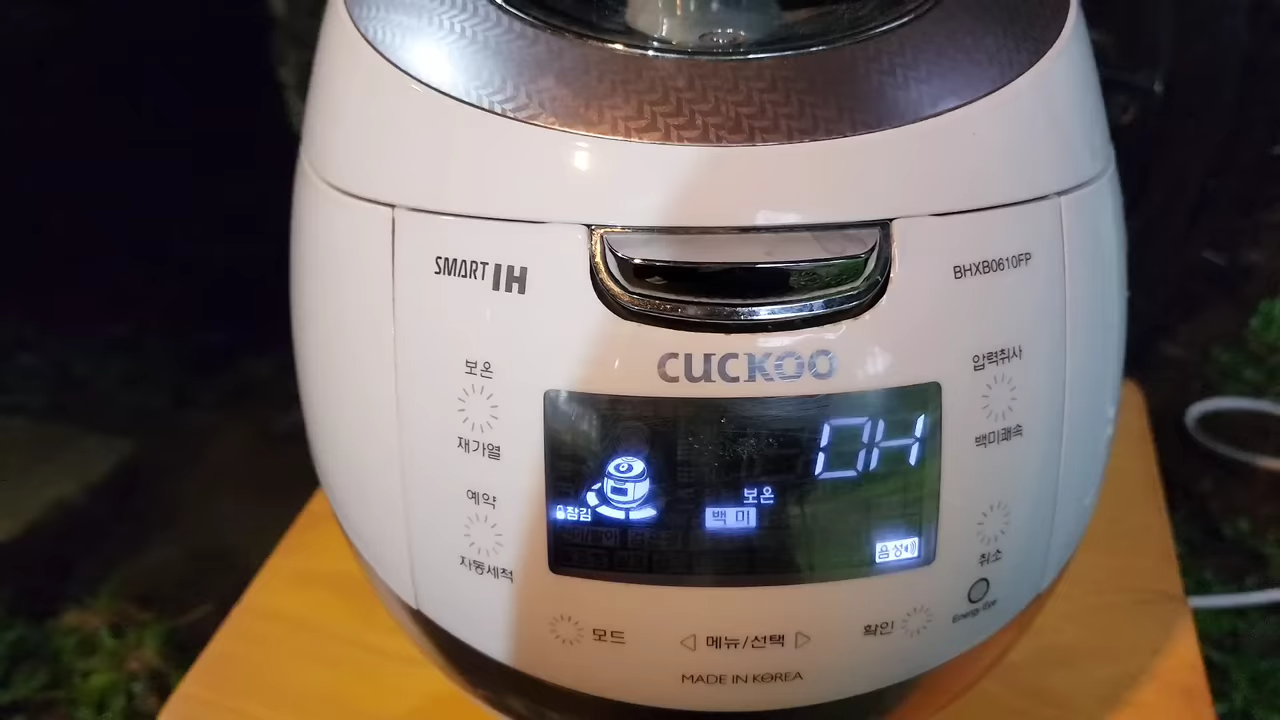 SMART IH
BHXB0610FP
CUCKOO
보온
재가열
예약
자동세척
압력취사
백미쾌속
취소
Energy Eye
0H
보온
잠김
백미
음성
모드
◁ 메뉴/선택 ▷
확인
MADE IN KOREA